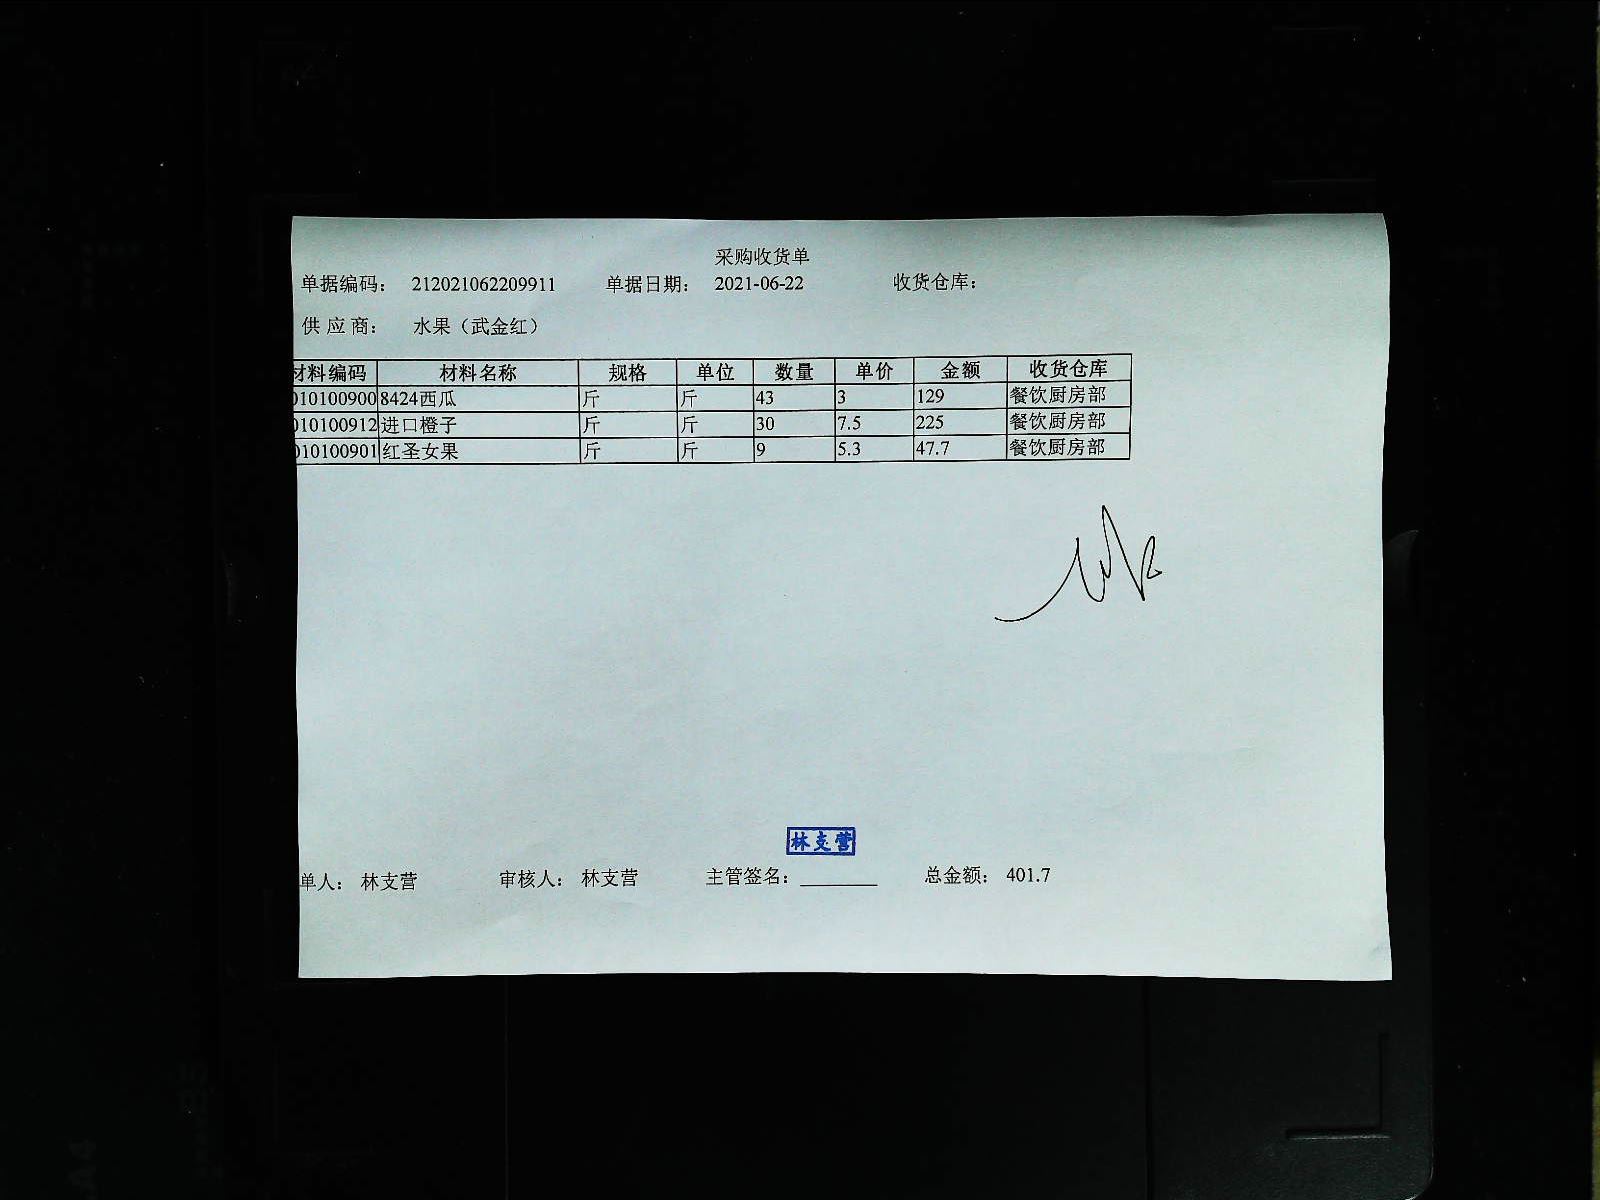 采购收货单
单据编码： 212021062209911 单据日期： 2021-06-22 收货仓库：
供 应 商： 水果（武金红）
材料编码 材料名称 规格 单位 数量 单价 金额 收货仓库
010100900 8424西瓜 斤 斤 43 3 129 餐饮厨房部
010100912 进口橙子 斤 斤 30 7.5 225 餐饮厨房部
010100901 红圣女果 斤 斤 9 5.3 47.7 餐饮厨房部
林支营
单人： 林支营 审核人： 林支营 主管签名： 总金额： 401.7